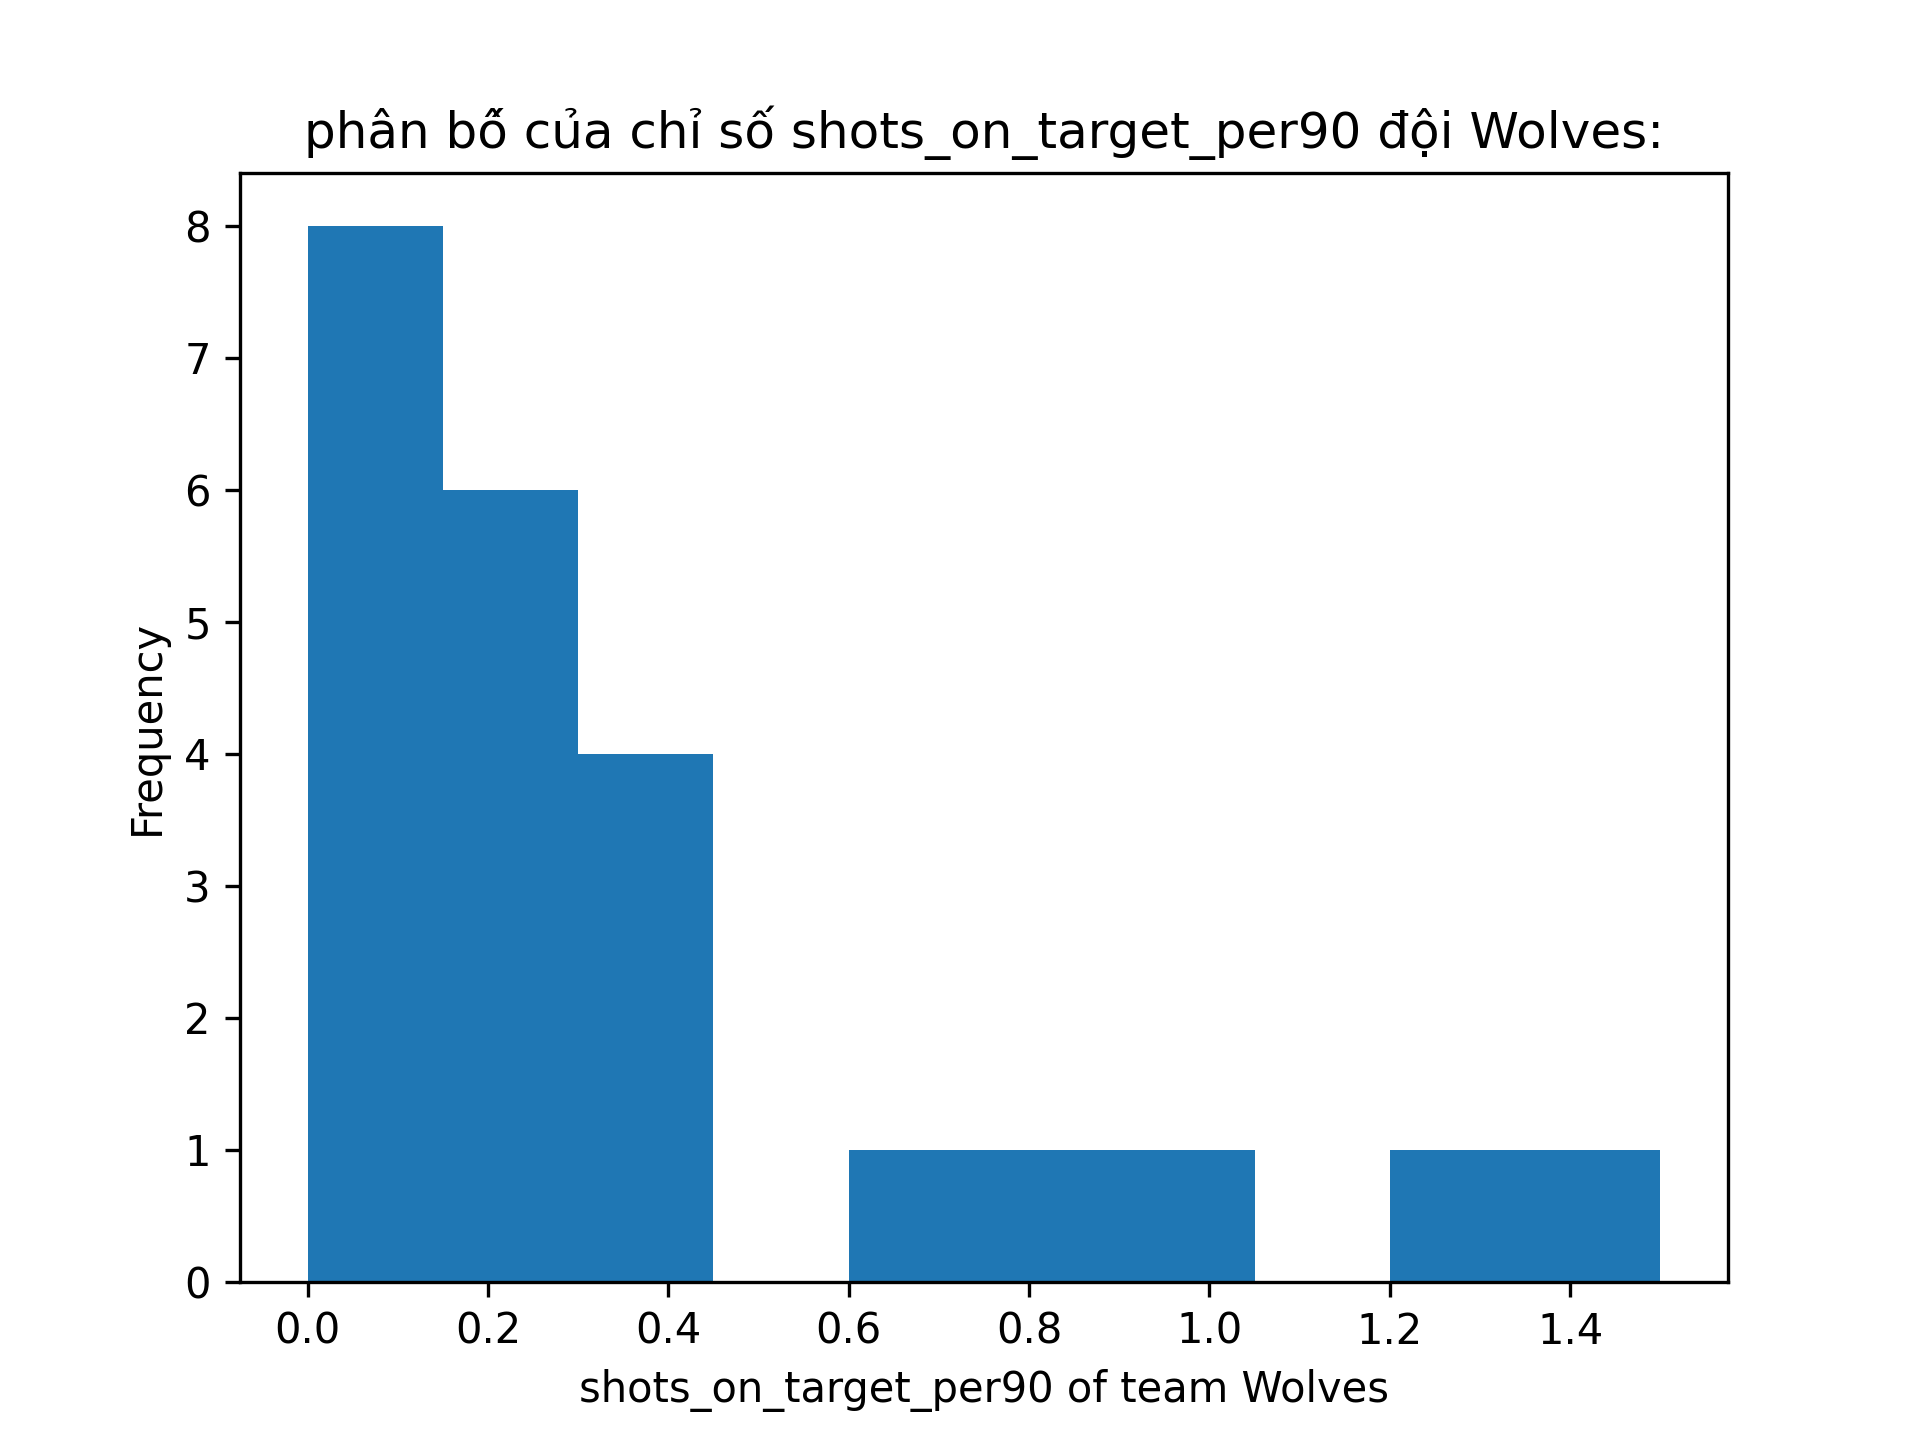 phân bỗ của chỉ số shots_on_target_per90 đội Wolves:
8
7
6
5
4
3
2
1
0
Frequency
0.0 0.2 0.4 0.6 0.8 1.0 1.2 1.4
shots_on_target_per90 of team Wolves